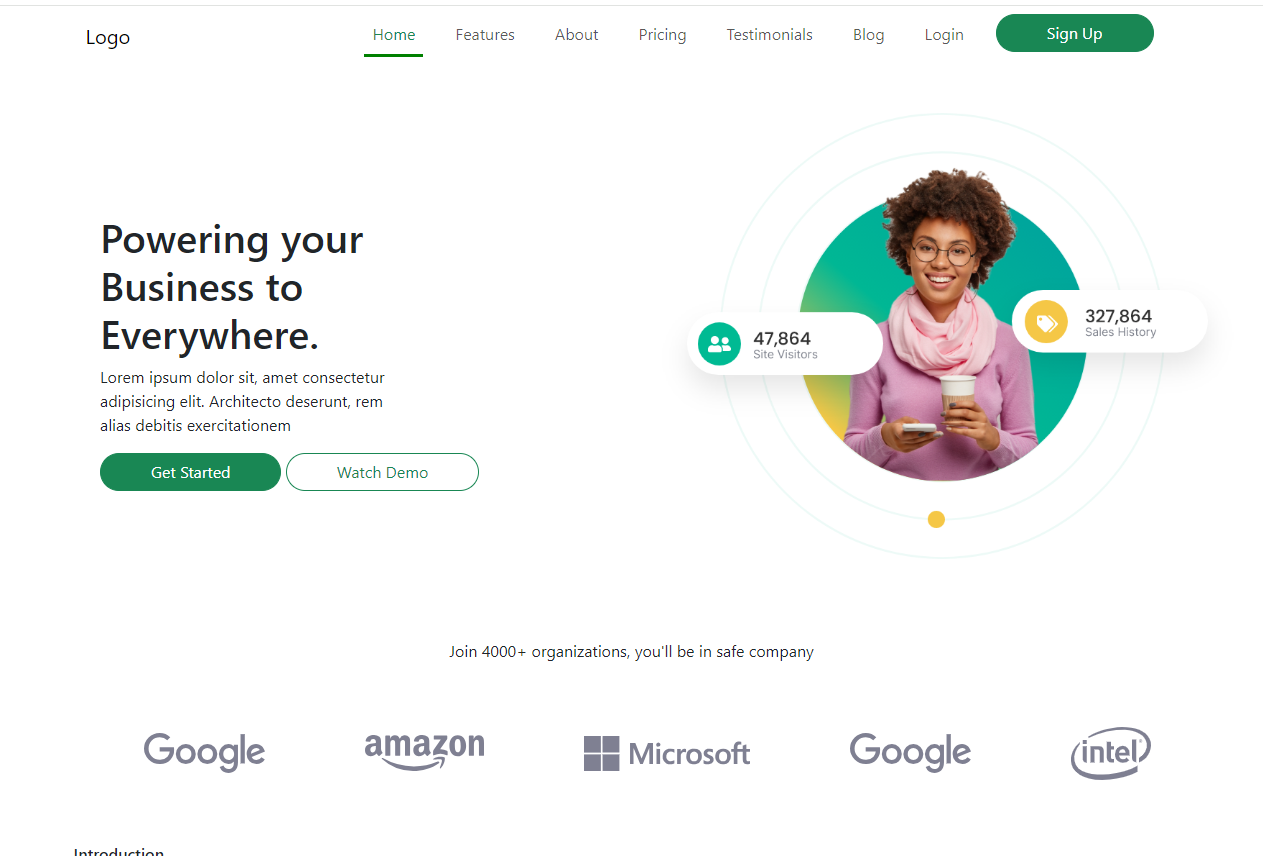 Logo
Home Features About Pricing Testimonials Blog Login Sign Up
Powering your
Business to
Everywhere.
Lorem ipsum dolor sit, amet consectetur
adipisicing elit. Architecto deserunt, rem
alias debitis exercitationem
Get Started Watch Demo
47,864
Site Visitors
327,864
Sales History
Join 4000+ organizations, you'll be in safe company
Google amazon Microsoft Google intel
Introduction